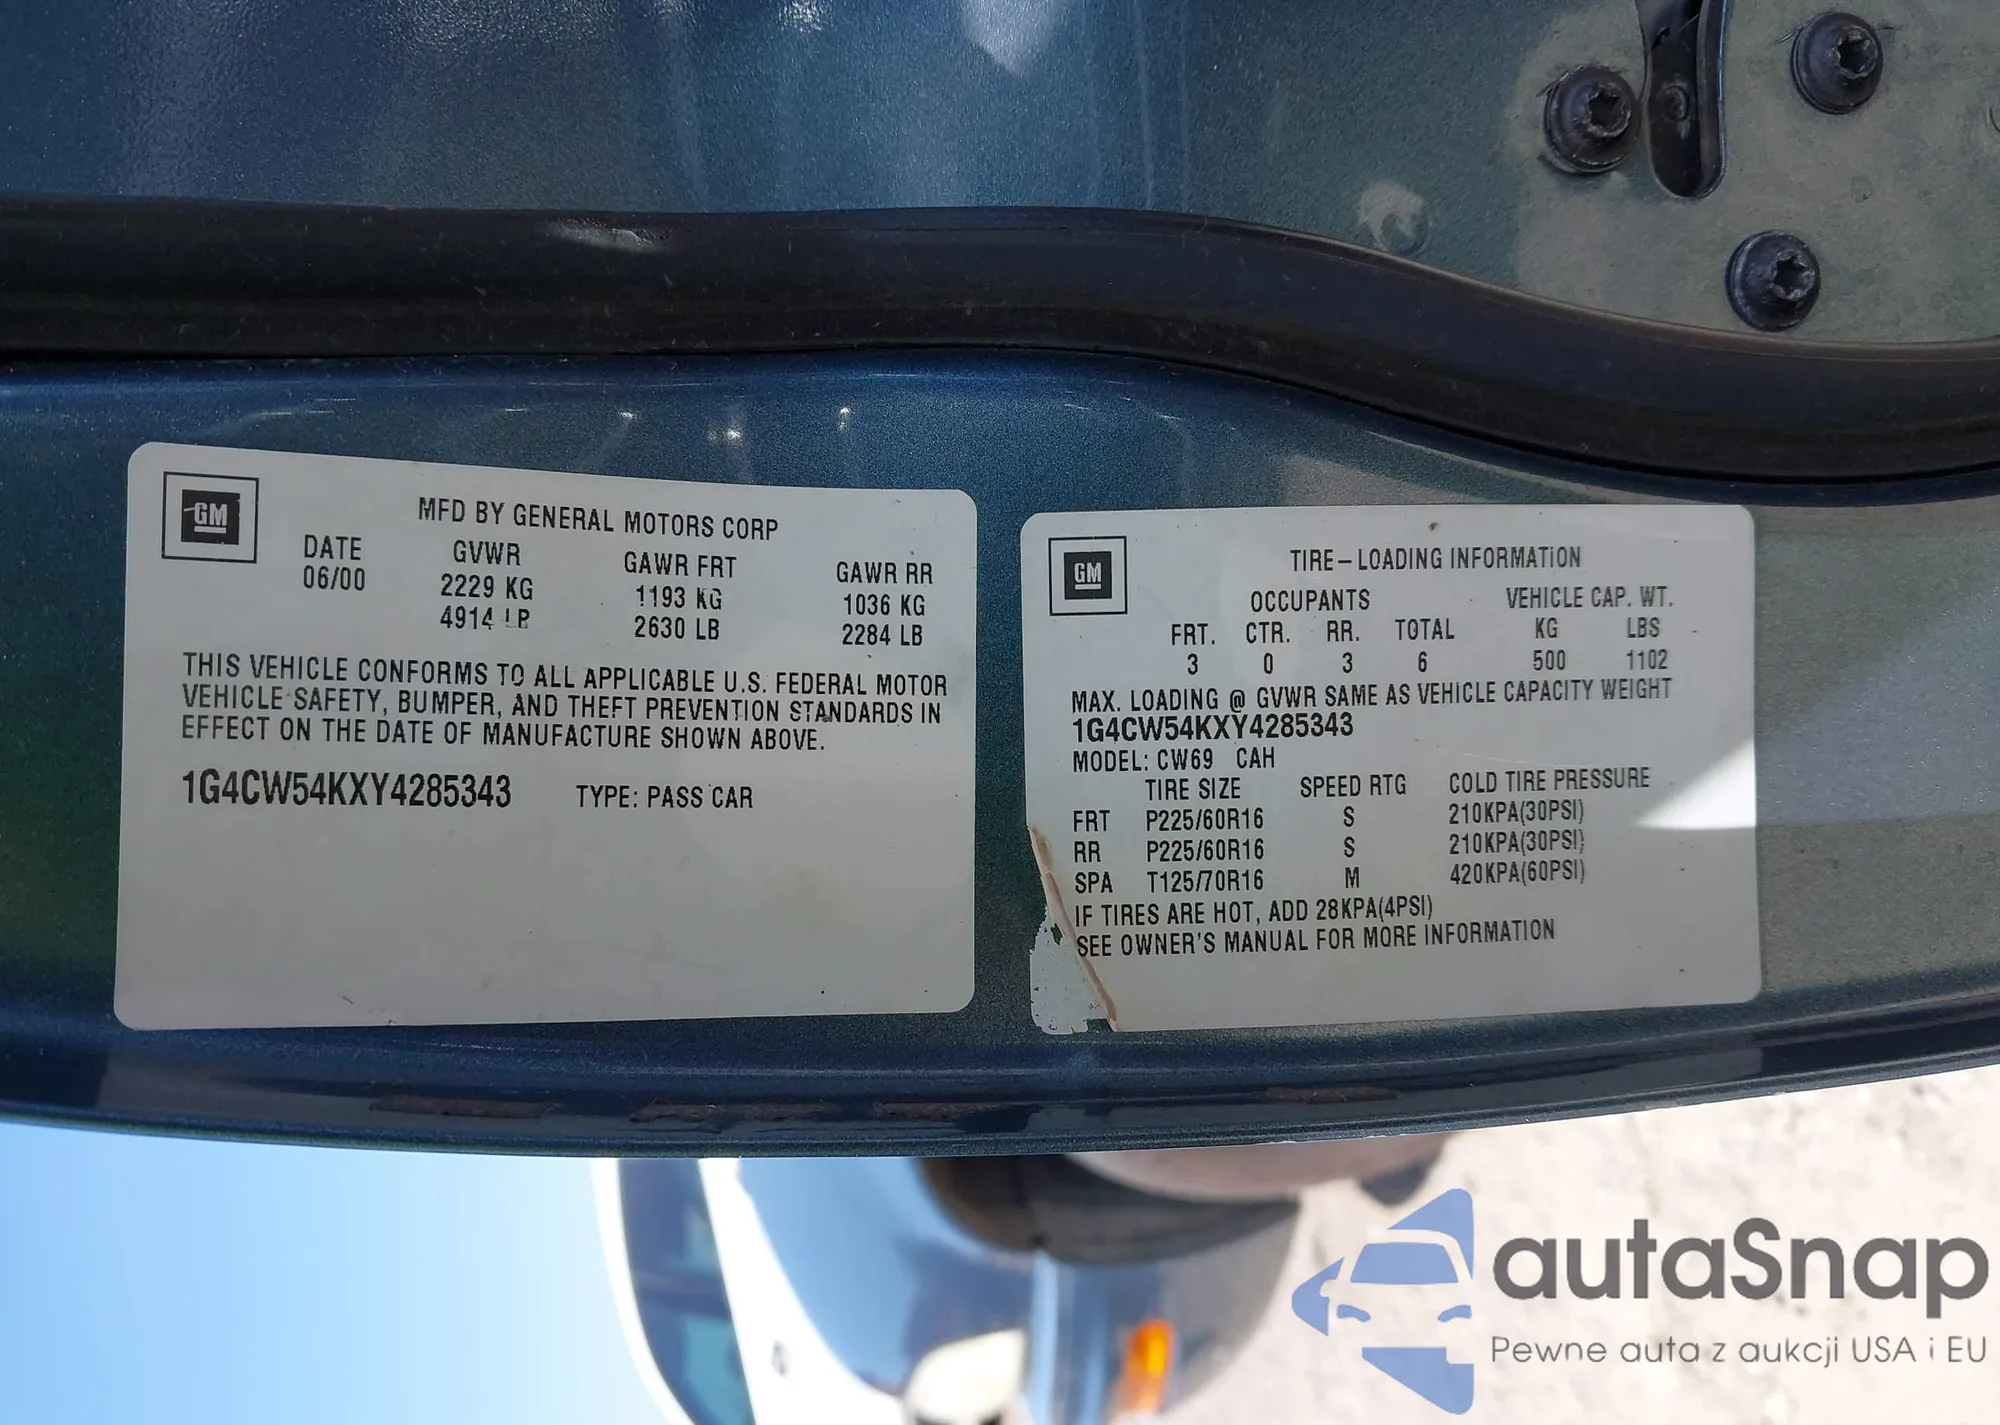 GM
MFD BY GENERAL MOTORS CORP
DATE GVWR GAWR FRT GAWR RR
06/00 2229 KG 1193 KG 1036 KG
4914 LB 2630 LB 2284 LB
THIS VEHICLE CONFORMS TO ALL APPLICABLE U.S. FEDERAL MOTOR
VEHICLE SAFETY, BUMPER, AND THEFT PREVENTION STANDARDS IN
EFFECT ON THE DATE OF MANUFACTURE SHOWN ABOVE.
1G4CW54KXY4285343 TYPE: PASS CAR
GM
TIRE-LOADING INFORMATION
OCCUPANTS VEHICLE CAP. WT.
FRT. CTR. RR. TOTAL KG LBS
3 0 3 6 500 1102
MAX. LOADING @ GVWR SAME AS VEHICLE CAPACITY WEIGHT
1G4CW54KXY4285343
MODEL: CW69 CAH
TIRE SIZE SPEED RTG COLD TIRE PRESSURE
FRT P225/60R16 S 210KPA(30PSI)
RR P225/60R16 S 210KPA(30PSI)
SPA T125/70R16 M 420KPA(60PSI)
IF TIRES ARE HOT, ADD 28KPA(4PSI)
SEE OWNER'S MANUAL FOR MORE INFORMATION
autaSnap
Pewne auta z aukcji USA i EU